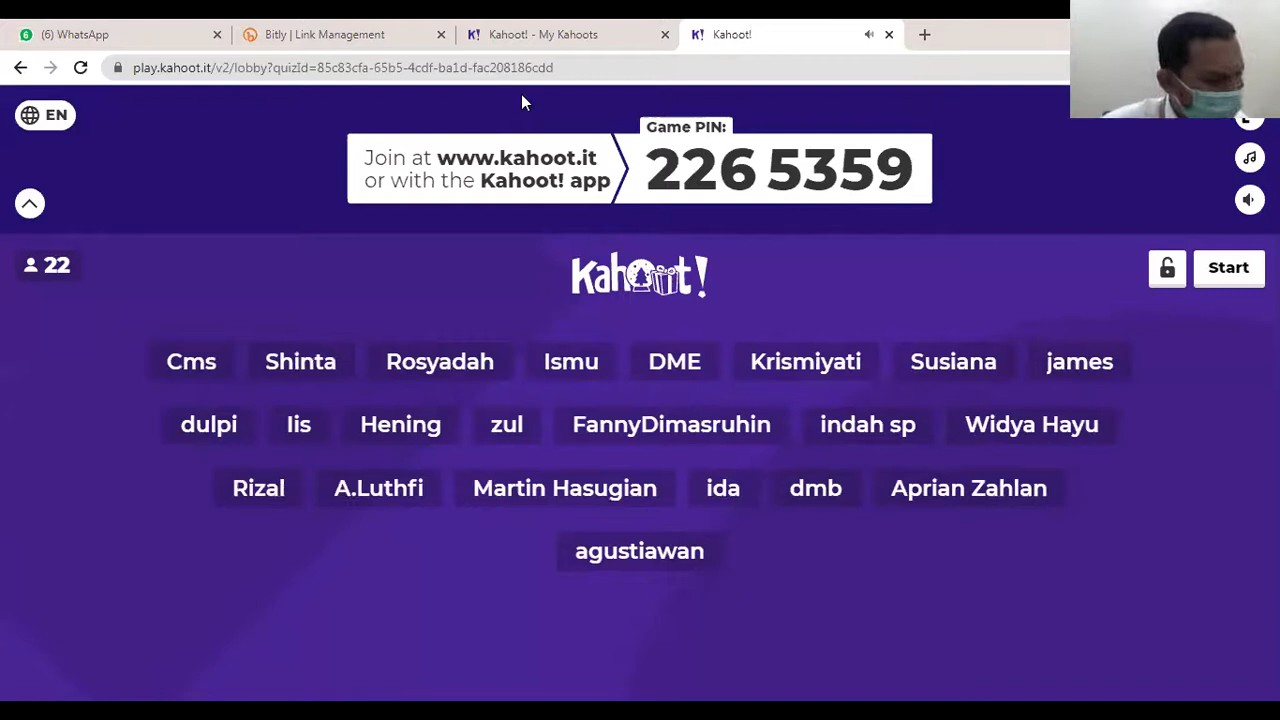 (6) WhatsApp
Bitly | Link Management
Kahoot! - My Kahoots
Kahoot!
play.kahoot.it/v2/lobby?quizId=85c83cfa-65b5-4cdf-ba1d-fac208186cdd
EN
Game PIN:
Join at www.kahoot.it
or with the Kahoot! app
226 5359
22
Kahoot!
Start
Cms Shinta Rosyadah Ismu DME Krismiyati Susiana james
dulpi Iis Hening zul FannyDimasruhin indah sp Widya Hayu
Rizal A.Luthfi Martin Hasugian ida dmb Aprian Zahlan
agustiawan